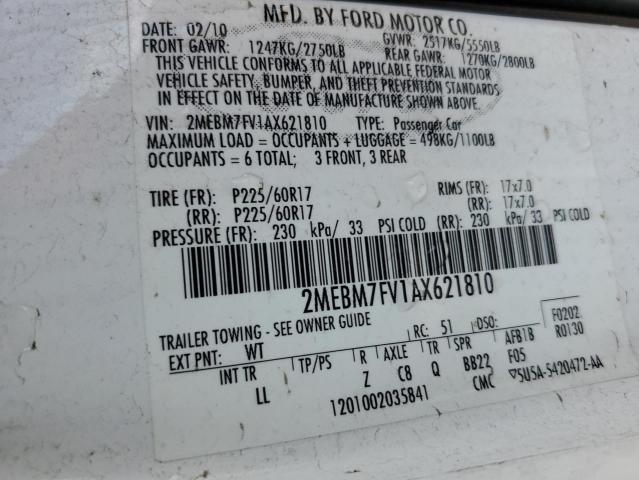 MFD. BY FORD MOTOR CO.
DATE: 02/10 GVWR: 2517KG/5550LB
FRONT GAWR: 1247KG/2750LB REAR GAWR: 1270KG/2800LB
THIS VEHICLE CONFORMS TO ALL APPLICABLE FEDERAL MOTOR
VEHICLE SAFETY, BUMPER, AND THEFT PREVENTION STANDARDS
IN EFFECT ON THE DATE OF MANUFACTURE SHOWN ABOVE.
VIN: 2MEBM7FV1AX621810 TYPE: Passenger Car
MAXIMUM LOAD = OCCUPANTS + LUGGAGE = 498KG/1100LB
OCCUPANTS = 6 TOTAL; 3 FRONT, 3 REAR
TIRE (FR): P225/60R17 RIMS (FR): 17x7.0
(RR): P225/60R17 (RR): 17x7.0
PRESSURE (FR): 230 kPa/ 33 PSI COLD (RR): 230 kPa/ 33 PSI COLD
2MEBM7FV1AX621810
TRAILER TOWING - SEE OWNER GUIDE
EXT PNT: WT RC: 51 DSO: F0202
AFB1B R0130
INT TR TP/PS R AXLE TR SPR F05
LL Z C8 Q BB22 5U5A-5420472-AA
1201002035841 CMC